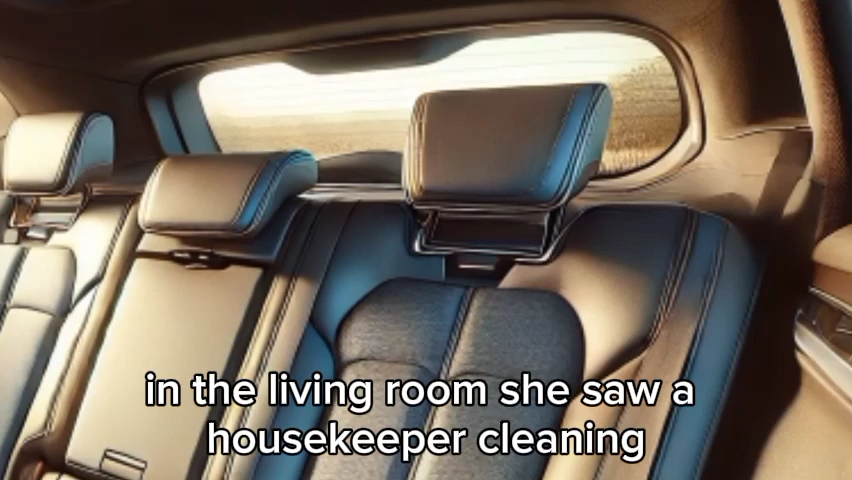 in the living room she saw a
housekeeper cleaning